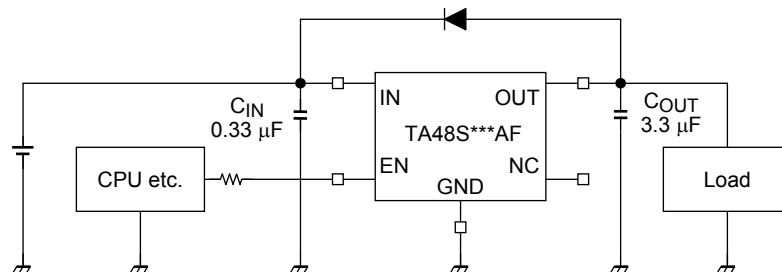 IN
OUT
CIN
0.33 μF
COUT
3.3 μF
TA48S***AF
CPU etc.
EN
NC
GND
Load